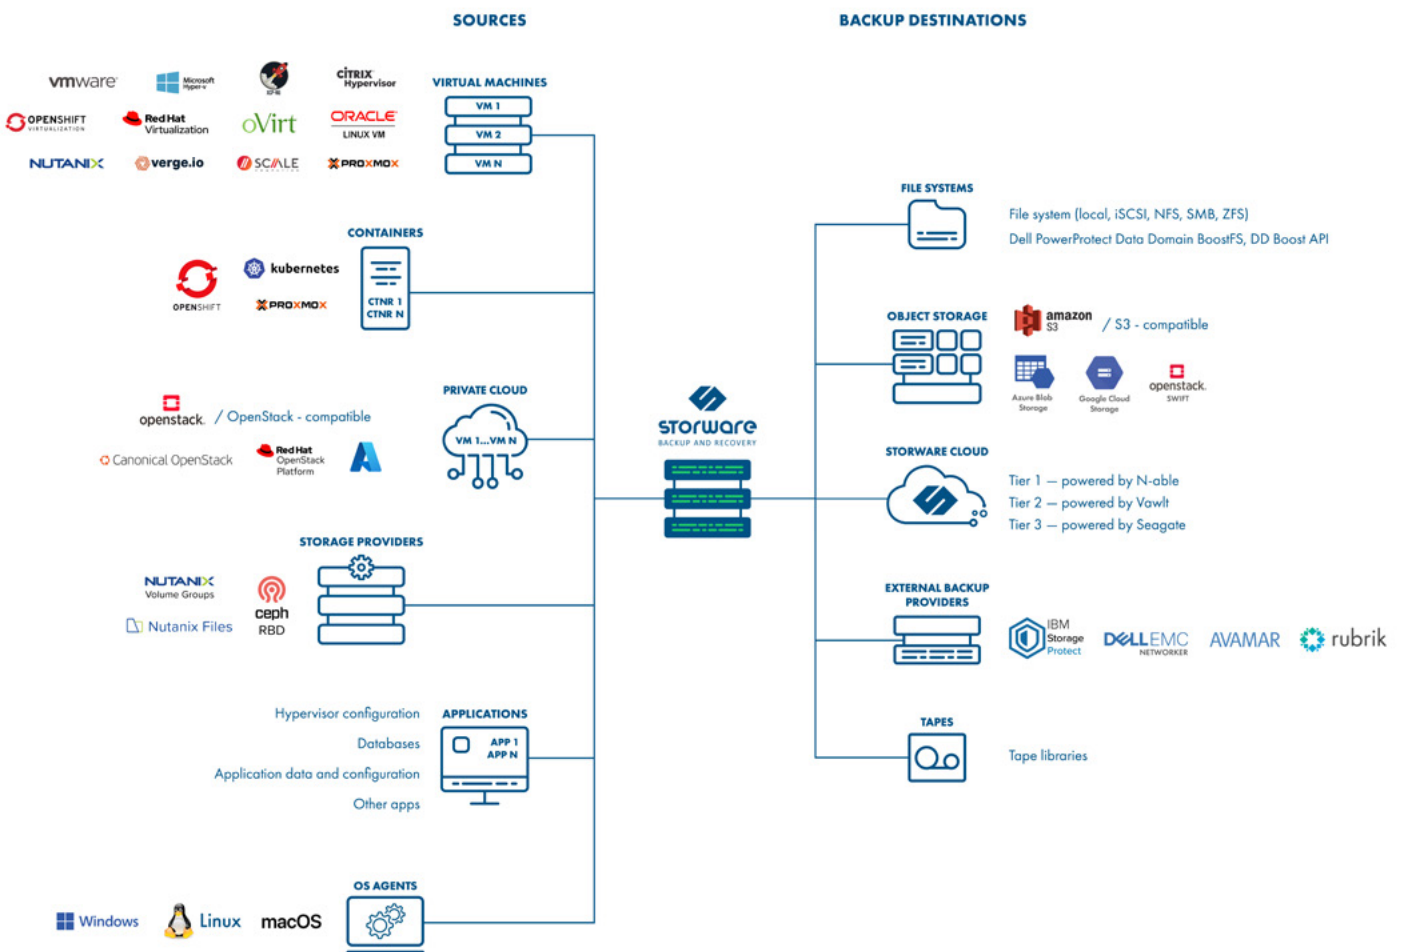 SOURCES
BACKUP DESTINATIONS
vmware®
Microsoft
Hyper-v
XCP-ng
CİTRIX
Hypervisor
OPENSHIFT
VIRTUALIZATION
Red Hat
Virtualization
oVirt
ORACLE
LINUX VM
NUTANIX
verge.io
SCALE
COMPUTING
PROXMOX
VIRTUAL MACHINES
VM 1
VM 2
VM N
CONTAINERS
OPENSHIFT
kubernetes
PROXMOX
CTNR 1
CTNR N
PRIVATE CLOUD
openstack.
/ OpenStack - compatible
Canonical OpenStack
Red Hat
OpenStack
Platform
VM 1...VM N
STORAGE PROVIDERS
NUTANIX
Volume Groups
Nutanix Files
ceph
RBD
APPLICATIONS
Hypervisor configuration
Databases
Application data and configuration
Other apps
APP 1
APP N
OS AGENTS
Windows
Linux
macOS
STORWARE
BACKUP AND RECOVERY
FILE SYSTEMS
File system (local, iSCSI, NFS, SMB, ZFS)
Dell PowerProtect Data Domain BoostFS, DD Boost API
OBJECT STORAGE
amazon
S3
/ S3 - compatible
Azure Blob
Storage
Google Cloud
Storage
openstack.
SWIFT
STORWARE CLOUD
Tier 1 — powered by N-able
Tier 2 — powered by Vawlt
Tier 3 — powered by Seagate
EXTERNAL BACKUP
PROVIDERS
IBM
Storage
Protect
DELLEMC
NETWORKER
AVAMAR
rubrik
TAPES
Tape libraries